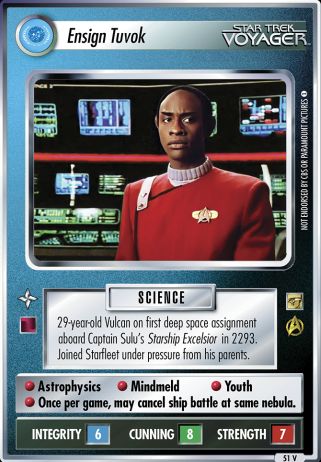 Ensign Tuvok
STAR TREK
VOYAGER
NOT ENDORSED BY CBS OR PARAMOUNT PICTURES
SCIENCE
29-year-old Vulcan on first deep space assignment
aboard Captain Sulu's Starship Excelsior in 2293.
Joined Starfleet under pressure from his parents.
• Astrophysics • Mindmeld • Youth
• Once per game, may cancel ship battle at same nebula.
INTEGRITY 6 CUNNING 8 STRENGTH 7
51 V